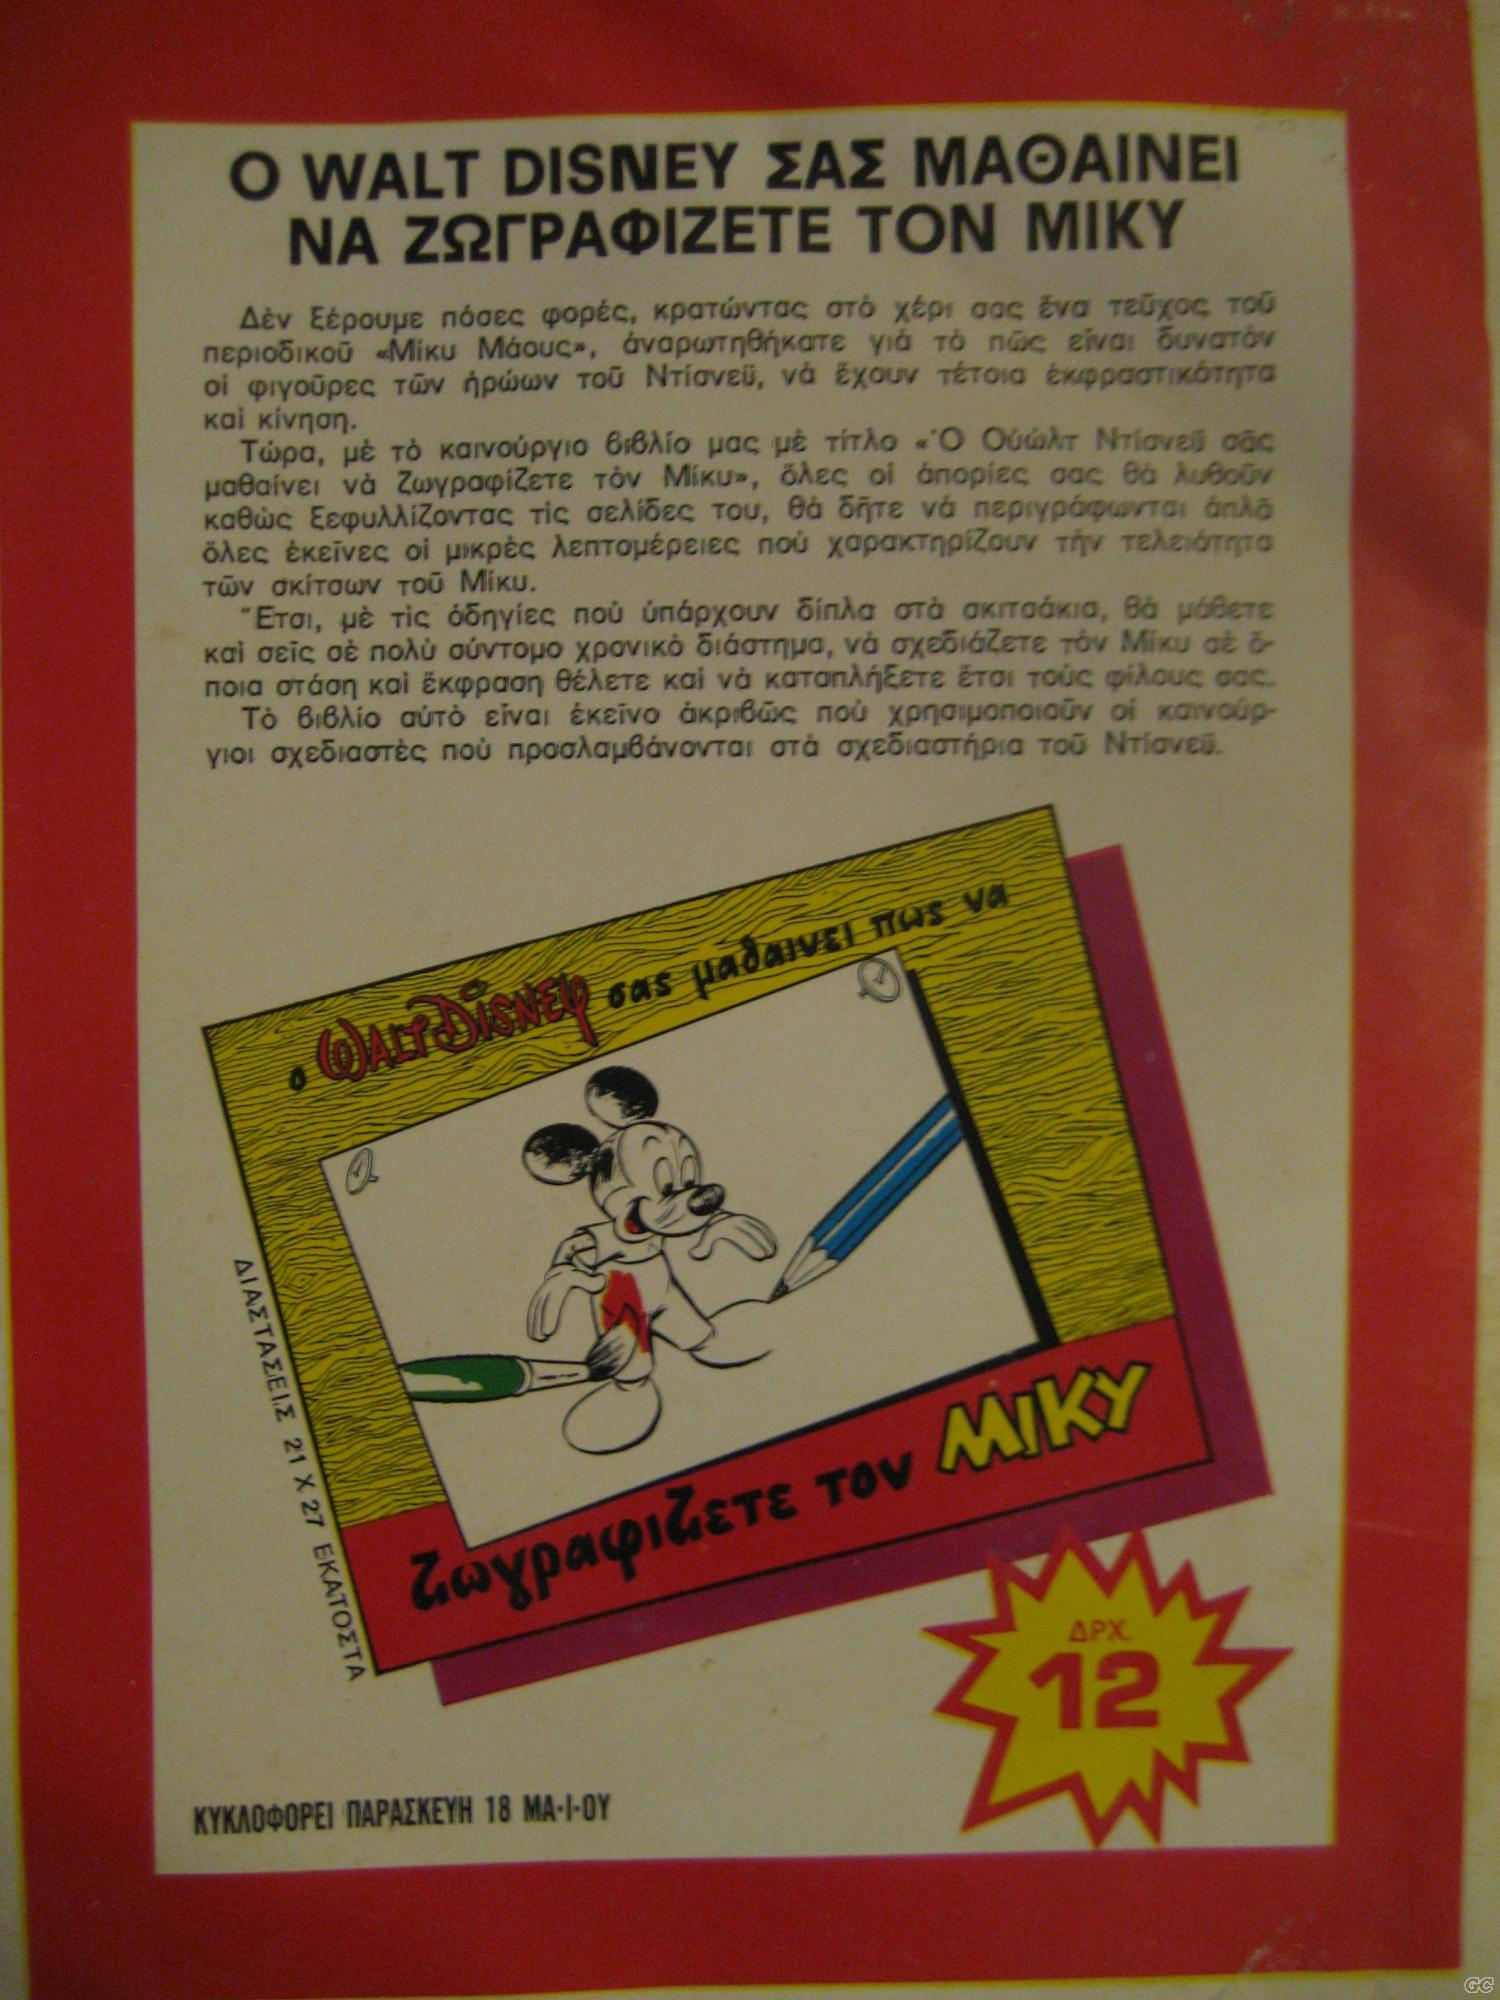 Ο WALT DISNEY ΣΑΣ ΜΑΘΑΙΝΕΙ
ΝΑ ΖΩΓΡΑΦΙΖΕΤΕ ΤΟΝ ΜΙΚΥ
Δὲν ξέρουμε πόσες φορές, κρατώντας στὸ χέρι σας ἕνα τεῦχος τοῦ
περιοδικοῦ «Μίκυ Μάους», ἀναρωτηθήκατε γιὰ τὸ πῶς εἶναι δυνατὸν
οἱ φιγοῦρες τῶν ἡρώων τοῦ Ντίσνεϋ, νὰ ἔχουν τέτοια ἐκφραστικότητα
καὶ κίνηση.
Τώρα, μὲ τὸ καινούργιο βιβλίο μας μὲ τίτλο «Ὁ Οὐώλτ Ντίσνεϋ σᾶς
μαθαίνει νὰ ζωγραφίζετε τὸν Μίκυ», ὅλες οἱ ἀπορίες σας θὰ λυθοῦν
καθὼς ξεφυλλίζοντας τὶς σελίδες του, θὰ δῆτε νὰ περιγράφωνται ἁπλᾶ
ὅλες ἐκεῖνες οἱ μικρὲς λεπτομέρειες ποὺ χαρακτηρίζουν τὴν τελειότητα
τῶν σκίτσων τοῦ Μίκυ.
Ἔτσι, μὲ τὶς ὁδηγίες ποὺ ὑπάρχουν δίπλα στὰ σκιτσάκια, θὰ μάθετε
καὶ σεῖς σὲ πολὺ σύντομο χρονικὸ διάστημα, νὰ σχεδιάζετε τὸν Μίκυ σὲ ὅ-
ποια στάση καὶ ἔκφραση θέλετε καὶ νὰ καταπλήξετε ἔτσι τοὺς φίλους σας.
Τὸ βιβλίο αὐτὸ εἶναι ἐκεῖνο ἀκριβῶς ποὺ χρησιμοποιοῦν οἱ καινούρ-
γιοι σχεδιαστὲς ποὺ προσλαμβάνονται στὰ σχεδιαστήρια τοῦ Ντίσνεϋ.
ο WALT DISNEY σας μαθαινει πως να
ζωγραφιζετε τον ΜΙΚΥ
ΔΙΑΣΤΑΣΕΙΣ 21 Χ 27 ΕΚΑΤΟΣΤΑ
ΔΡΧ.
12
ΚΥΚΛΟΦΟΡΕΙ ΠΑΡΑΣΚΕΥΗ 18 ΜΑ·Ι·ΟΥ
GC